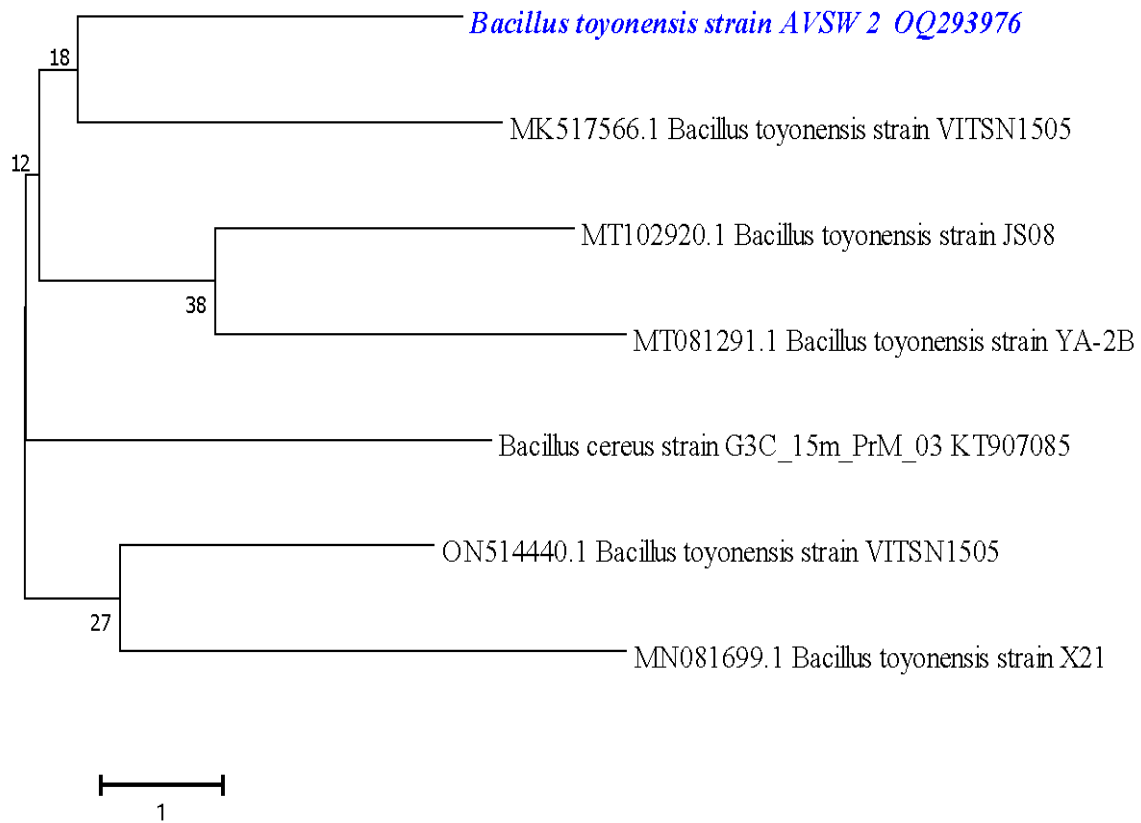 Bacillus toyonensis strain AVSW 2 OQ293976
18
MK517566.1 Bacillus toyonensis strain VITSN1505
12
MT102920.1 Bacillus toyonensis strain JS08
38
MT081291.1 Bacillus toyonensis strain YA-2B
Bacillus cereus strain G3C_15m_PrM_03 KT907085
ON514440.1 Bacillus toyonensis strain VITSN1505
27
MN081699.1 Bacillus toyonensis strain X21
1